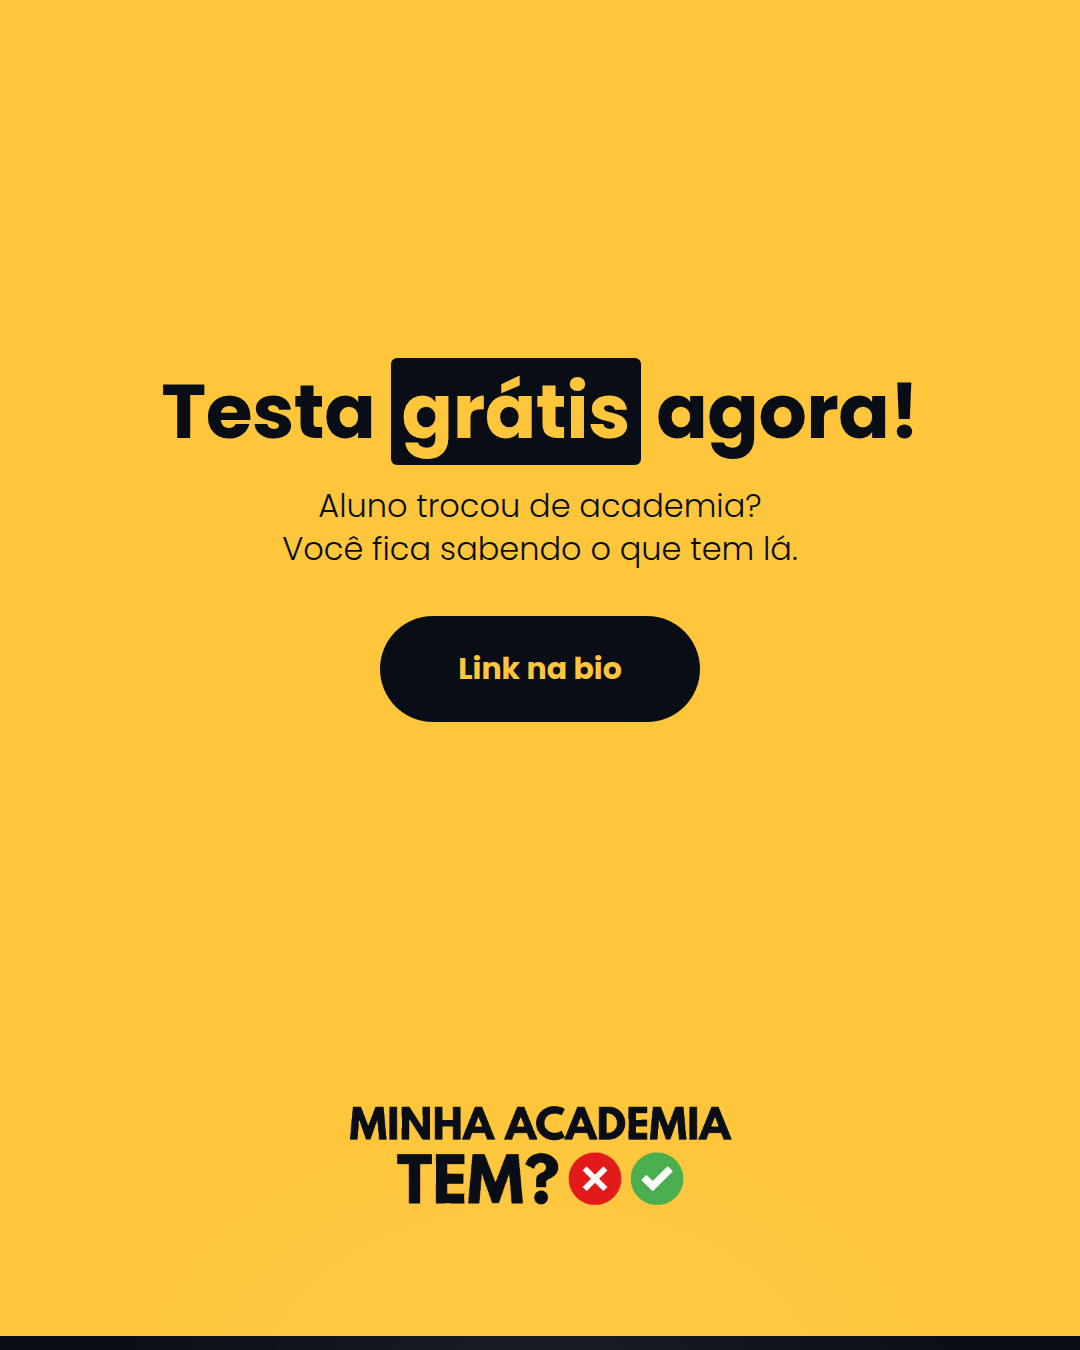 Testa grátis agora!
Aluno trocou de academia?
Você fica sabendo o que tem lá.
Link na bio
MINHA ACADEMIA
TEM?